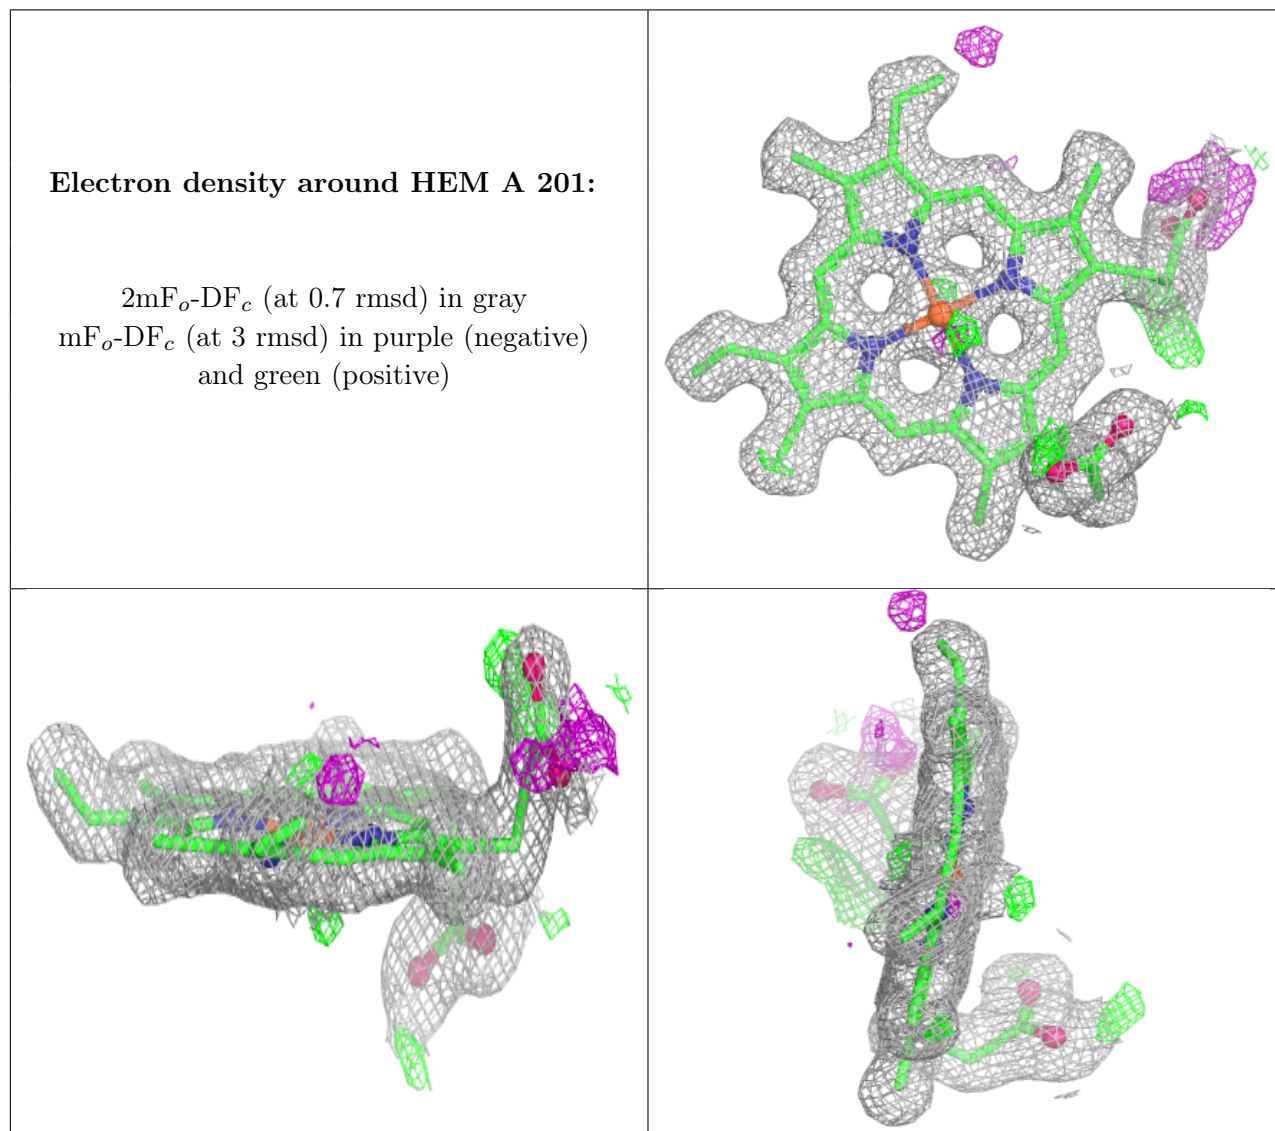 Electron density around HEM A 201:
2mFo-DFc (at 0.7 rmsd) in gray
mFo-DFc (at 3 rmsd) in purple (negative)
and green (positive)